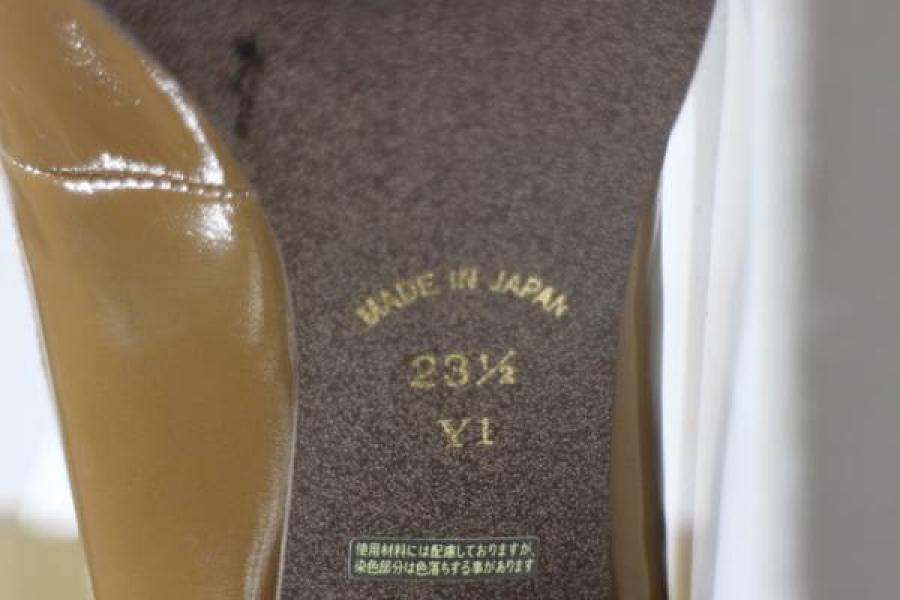 MADE IN JAPAN
23½
Y1
使用材料には配慮しておりますが、
染色部分は色落ちする事があります